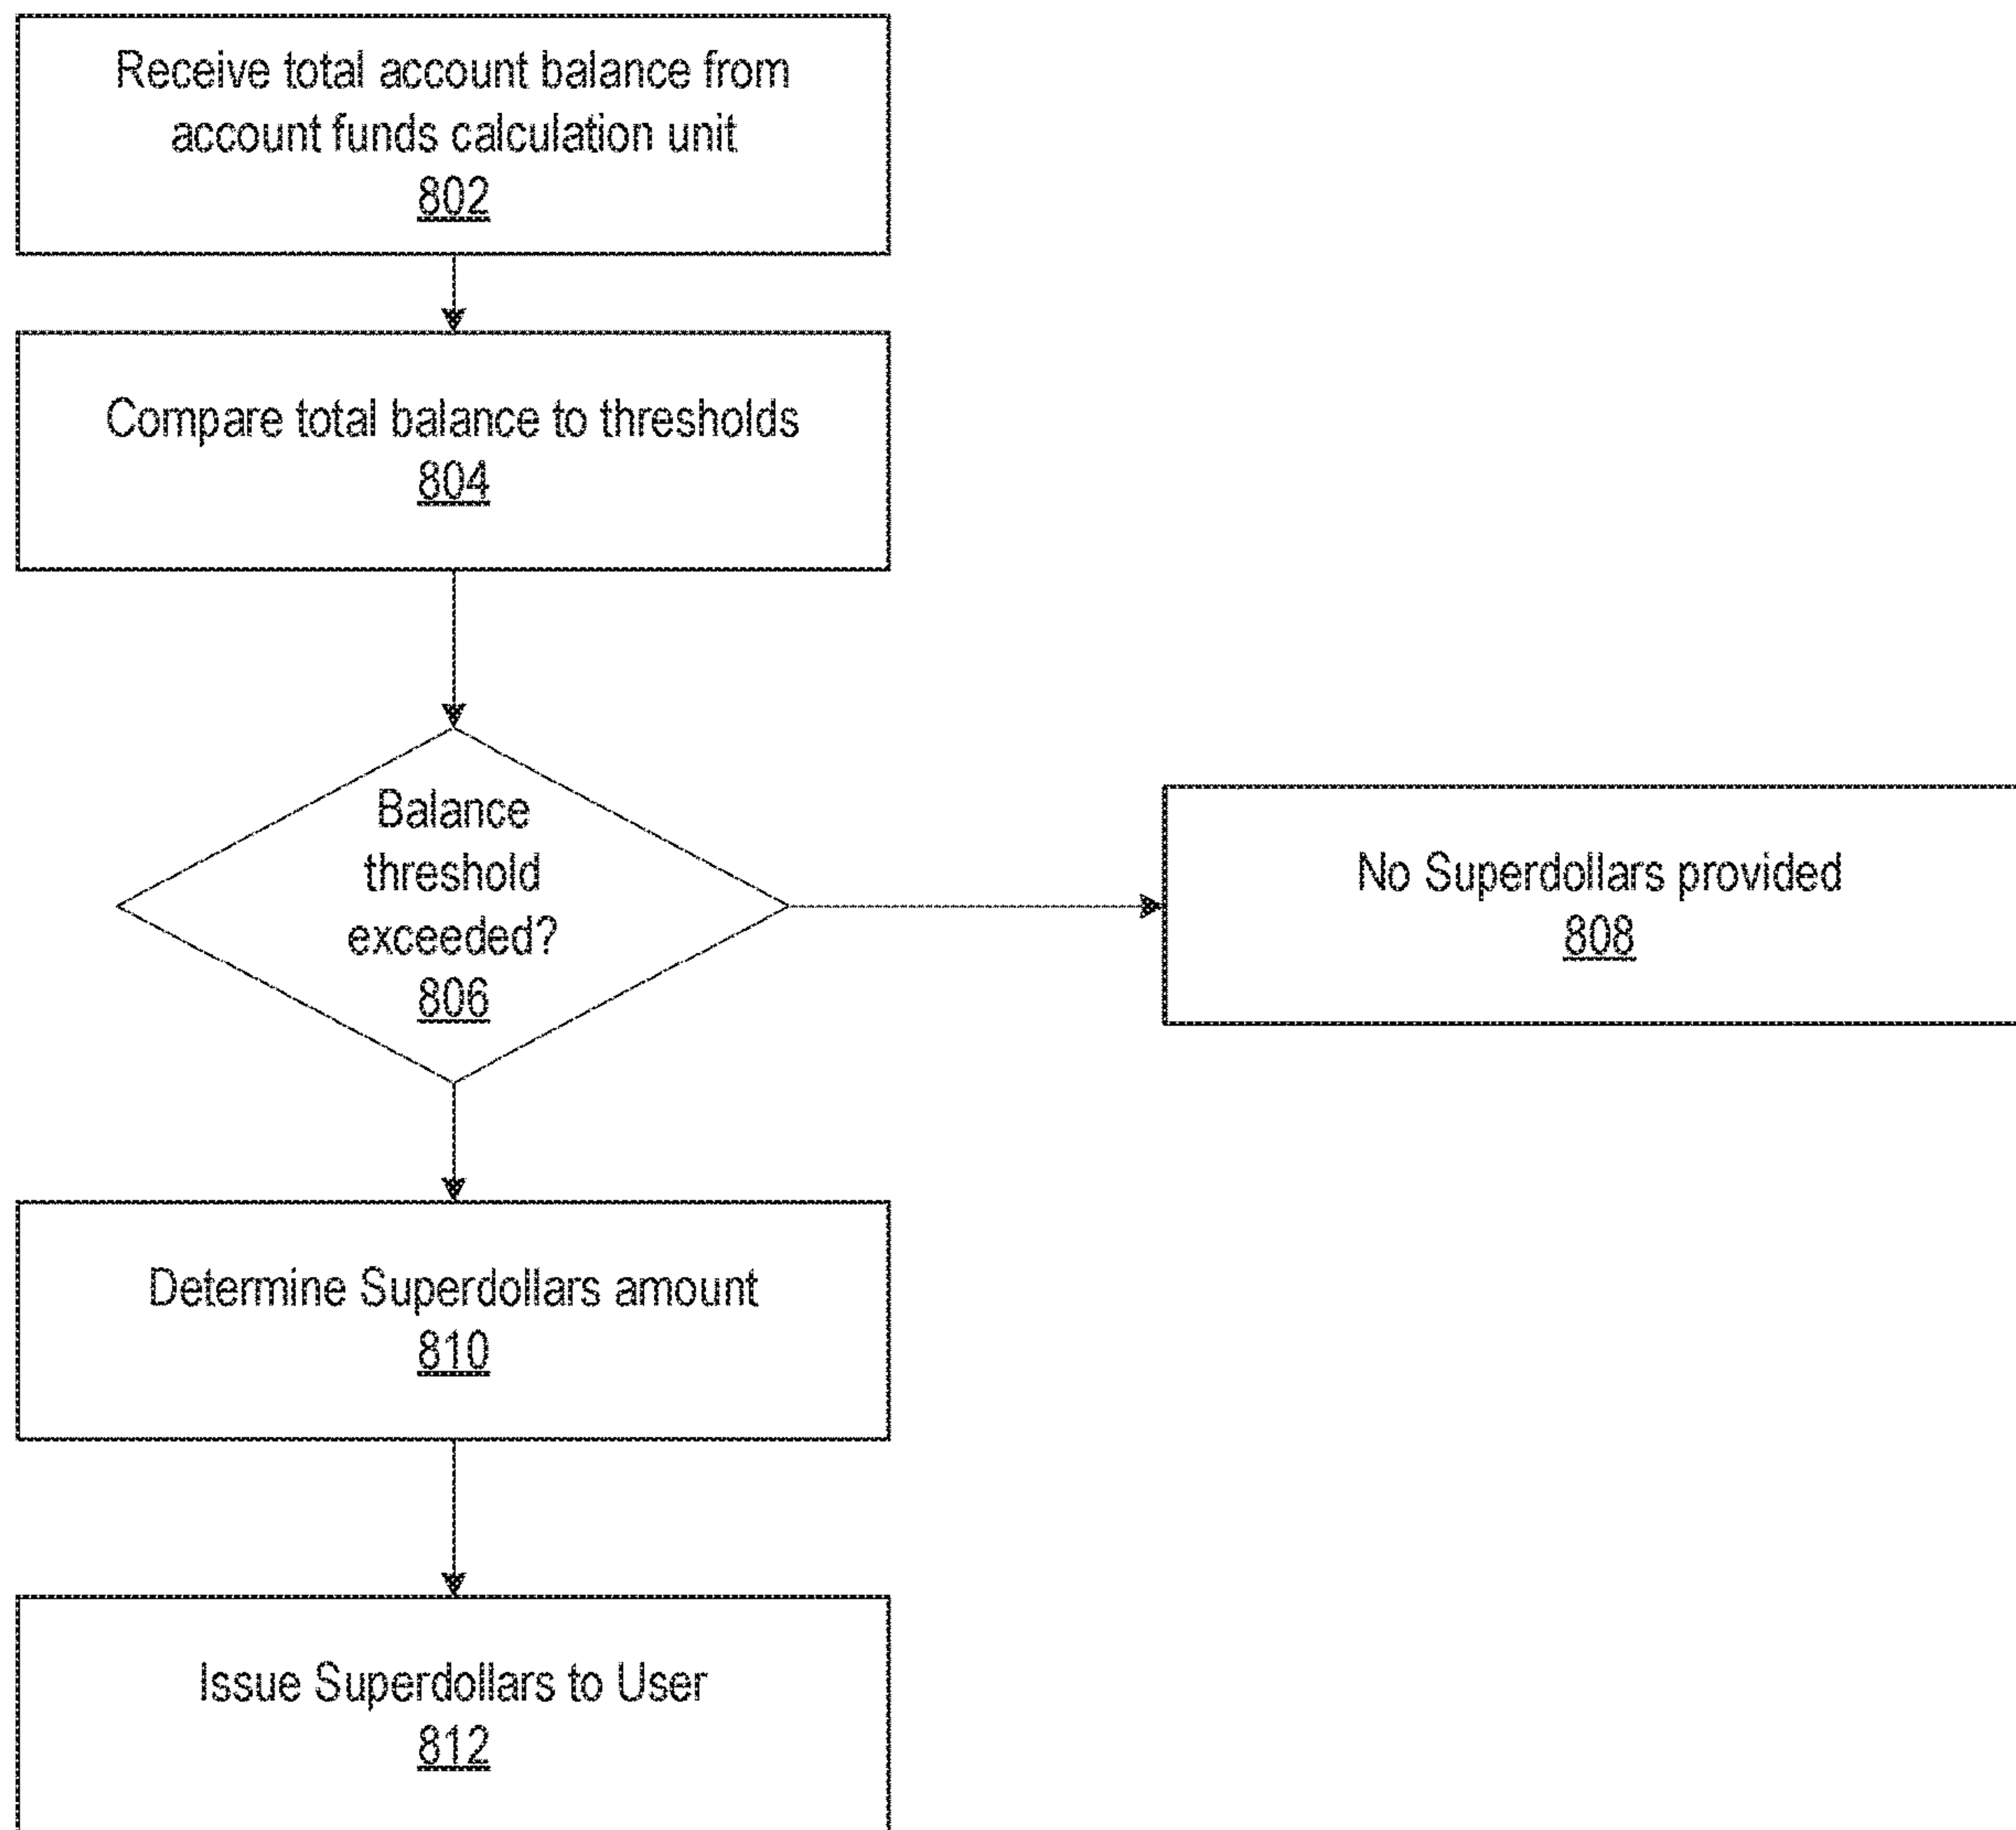 Receive total account balance from
account funds calculation unit
802
Compare total balance to thresholds
804
Balance
threshold
exceeded?
806
No Superdollars provided
808
Determine Superdollars amount
810
Issue Superdollars to User
812